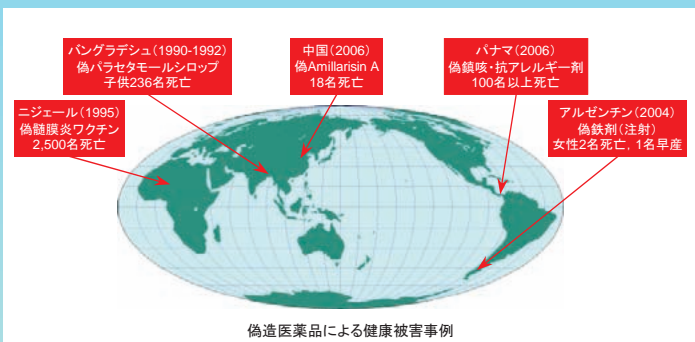 バングラデシュ(1990-1992)
偽パラセタモールシロップ
子供236名死亡
中国(2006)
偽Amillarisin A
18名死亡
パナマ(2006)
偽鎮咳・抗アレルギー剤
100名以上死亡
ニジェール(1995)
偽髄膜炎ワクチン
2,500名死亡
アルゼンチン(2004)
偽鉄剤(注射)
女性2名死亡,1名早産
偽造医薬品による健康被害事例